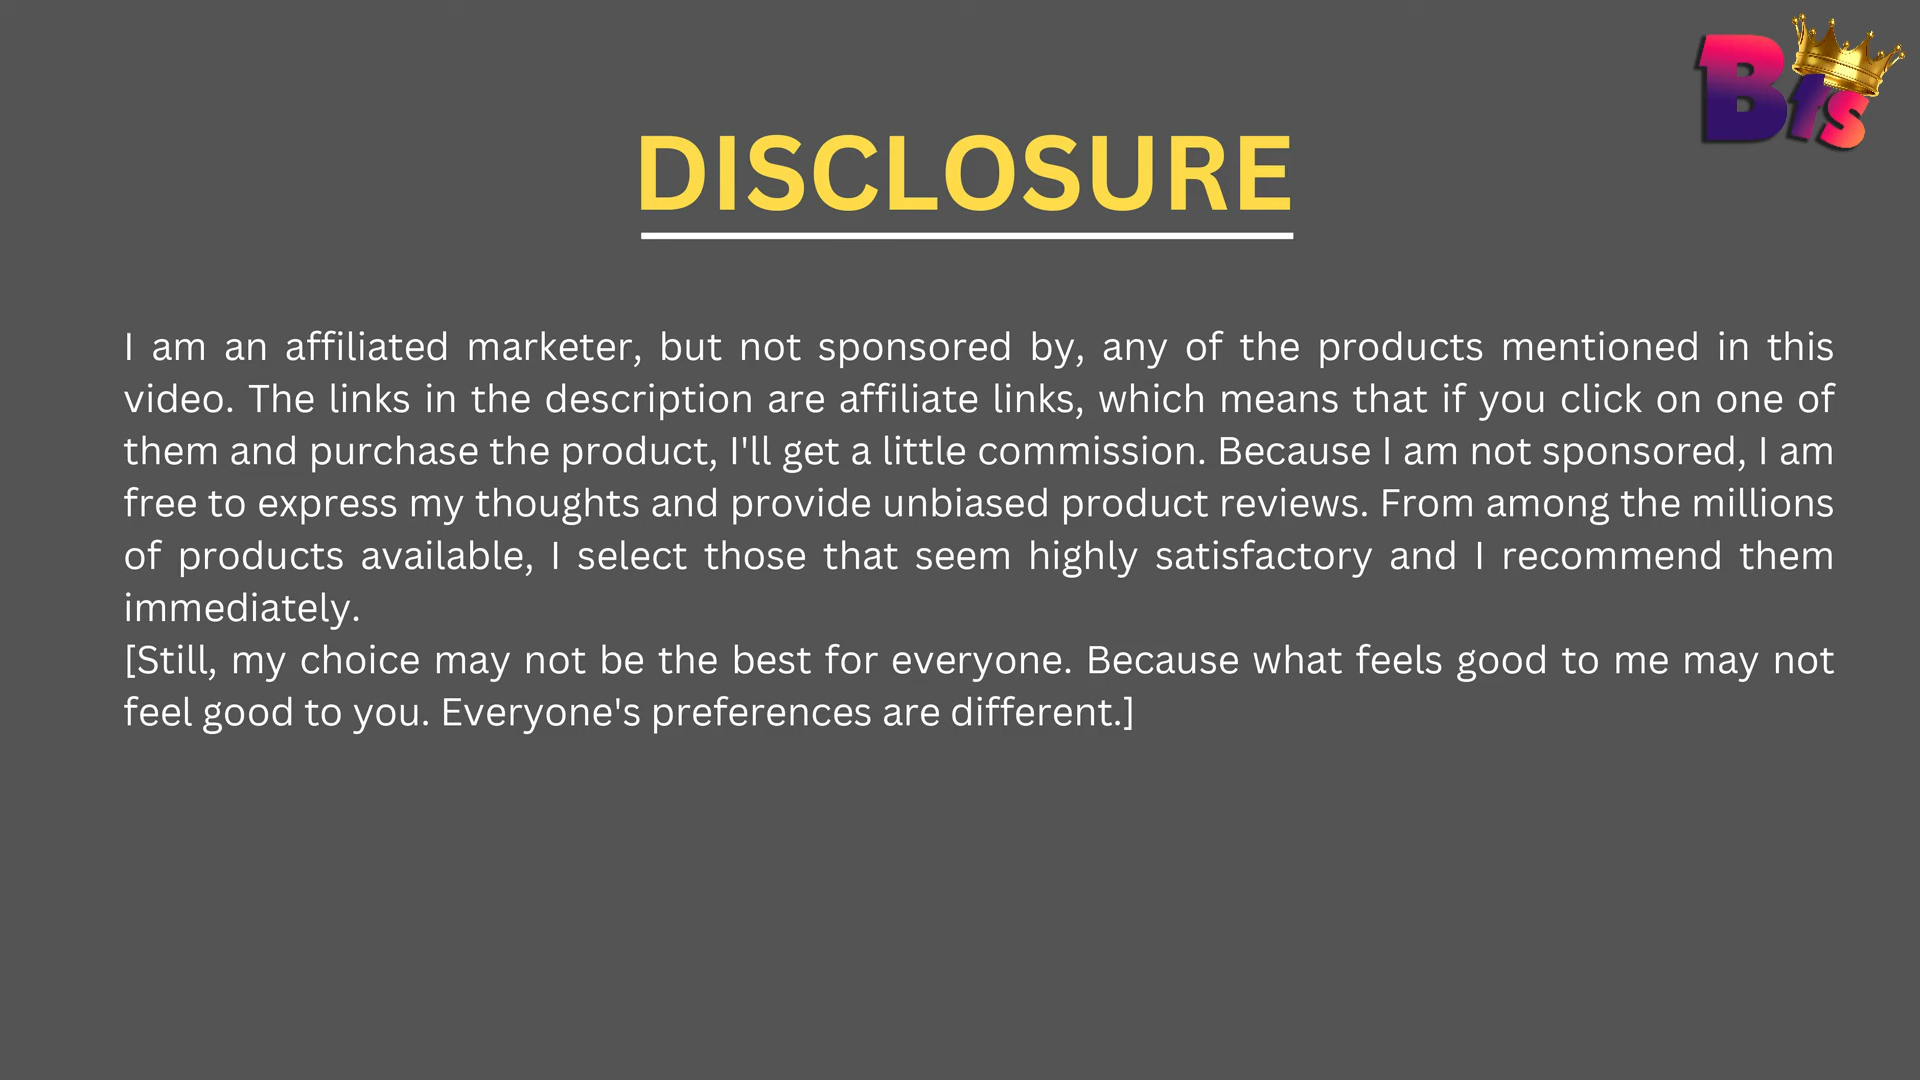 Bts
DISCLOSURE
I am an affiliated marketer, but not sponsored by, any of the products mentioned in this
video. The links in the description are affiliate links, which means that if you click on one of
them and purchase the product, I'll get a little commission. Because I am not sponsored, I am
free to express my thoughts and provide unbiased product reviews. From among the millions
of products available, I select those that seem highly satisfactory and I recommend them
immediately.
[Still, my choice may not be the best for everyone. Because what feels good to me may not
feel good to you. Everyone's preferences are different.]